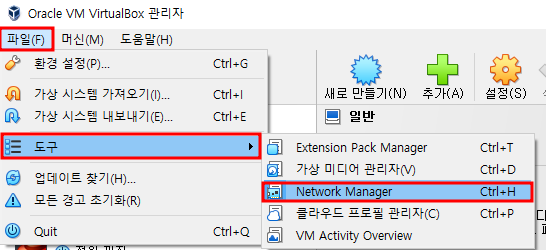 Oracle VM VirtualBox 관리자
파일(F) 머신(M) 도움말(H)
환경 설정(P)... Ctrl+G
가상 시스템 가져오기(I)... Ctrl+I
가상 시스템 내보내기(E)... Ctrl+E
도구
업데이트 찾기(H)...
모든 경고 초기화(R)
Quit Ctrl+Q
새로 만들기(N) 추가(A) 설정(S)
일반
Extension Pack Manager Ctrl+T
가상 미디어 관리자(V) Ctrl+D
Network Manager Ctrl+H
클라우드 프로필 관리자(C) Ctrl+P
VM Activity Overview